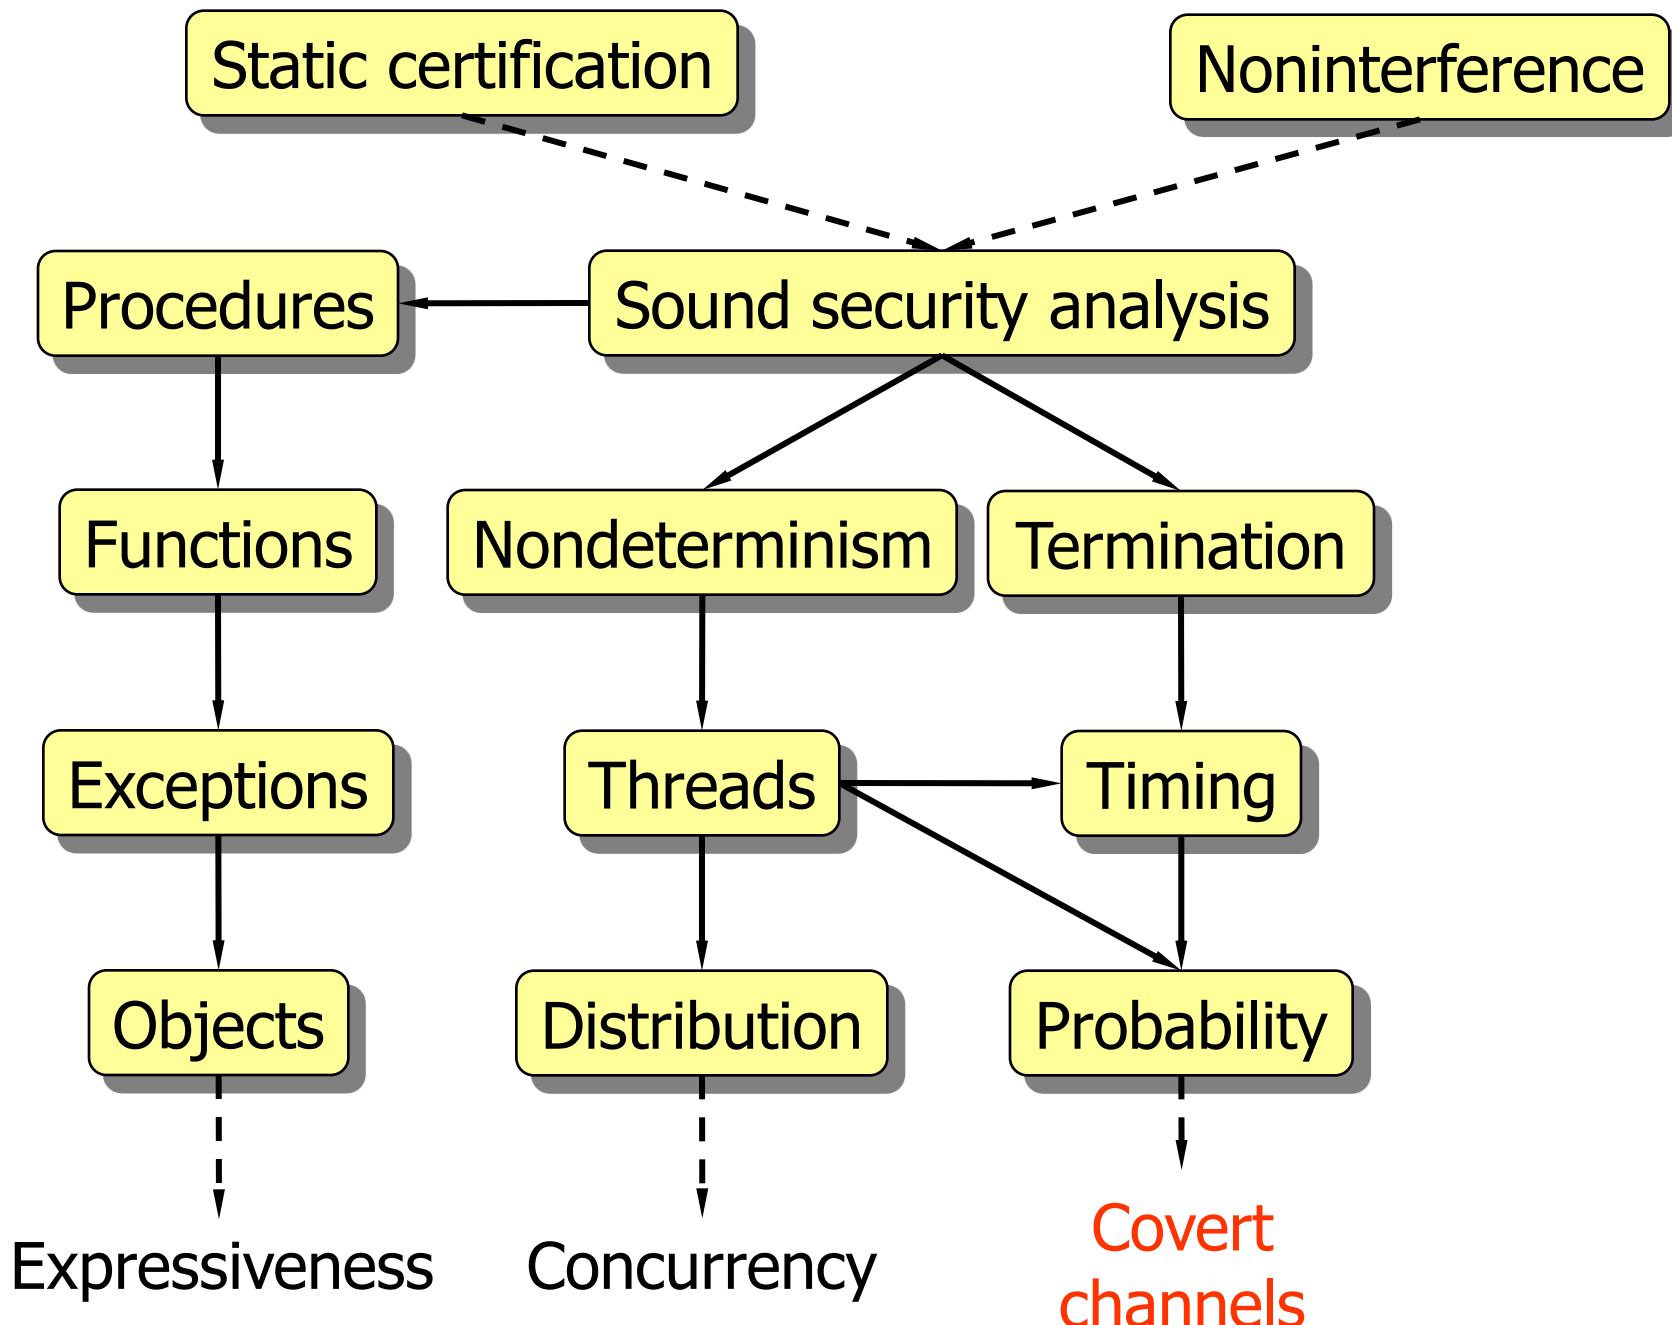 Static certification
Noninterference
Procedures
Sound security analysis
Functions
Nondeterminism
Termination
Exceptions
Threads
Timing
Objects
Distribution
Probability
Expressiveness
Concurrency
Covert
channels